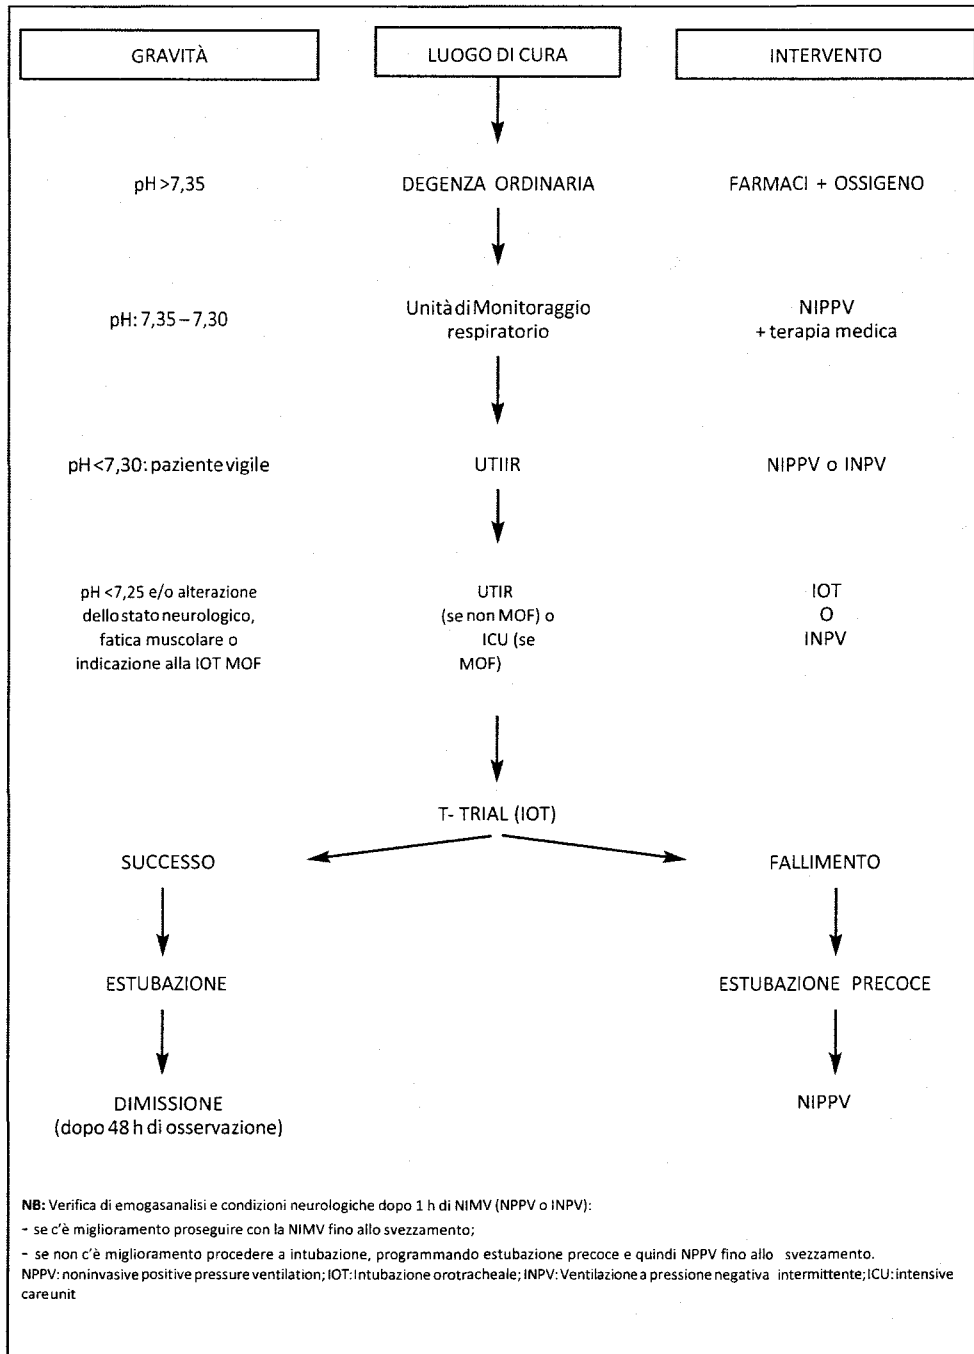 GRAVITÀ
LUOGO DI CURA
INTERVENTO
pH >7,35
DEGENZA ORDINARIA
FARMACI + OSSIGENO
pH: 7,35 – 7,30
Unità di Monitoraggio
respiratorio
NIPPV
+ terapia medica
pH <7,30: paziente vigile
UTIIR
NIPPV o INPV
pH <7,25 e/o alterazione
dello stato neurologico,
fatica muscolare o
indicazione alla IOT MOF
UTIR
(se non MOF) o
ICU (se
MOF)
IOT
O
INPV
T- TRIAL (IOT)
SUCCESSO
FALLIMENTO
ESTUBAZIONE
ESTUBAZIONE PRECOCE
DIMISSIONE
(dopo 48 h di osservazione)
NIPPV
NB: Verifica di emogasanalisi e condizioni neurologiche dopo 1 h di NIMV (NPPV o INPV):
- se c'è miglioramento proseguire con la NIMV fino allo svezzamento;
- se non c'è miglioramento procedere a intubazione, programmando estubazione precoce e quindi NPPV fino allo svezzamento.
NPPV: noninvasive positive pressure ventilation; IOT: Intubazione orotracheale; INPV: Ventilazione a pressione negativa intermittente; ICU: intensive
care unit